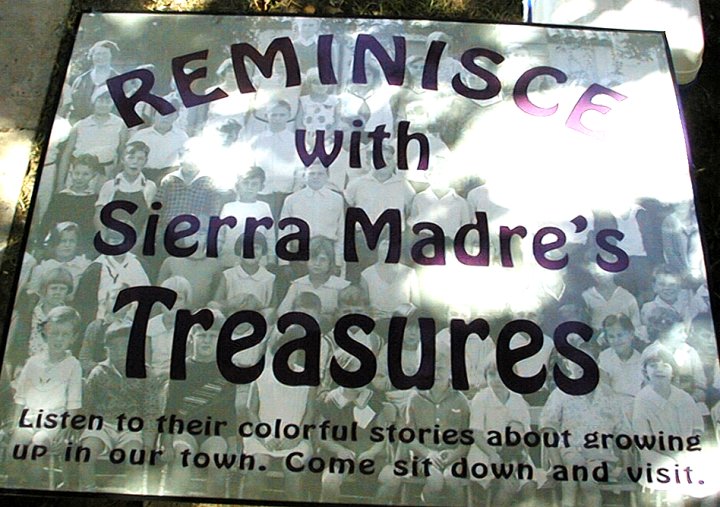 REMINISCE
with
Sierra Madre's
Treasures
Listen to their colorful stories about growing
up in our town. Come sit down and visit.